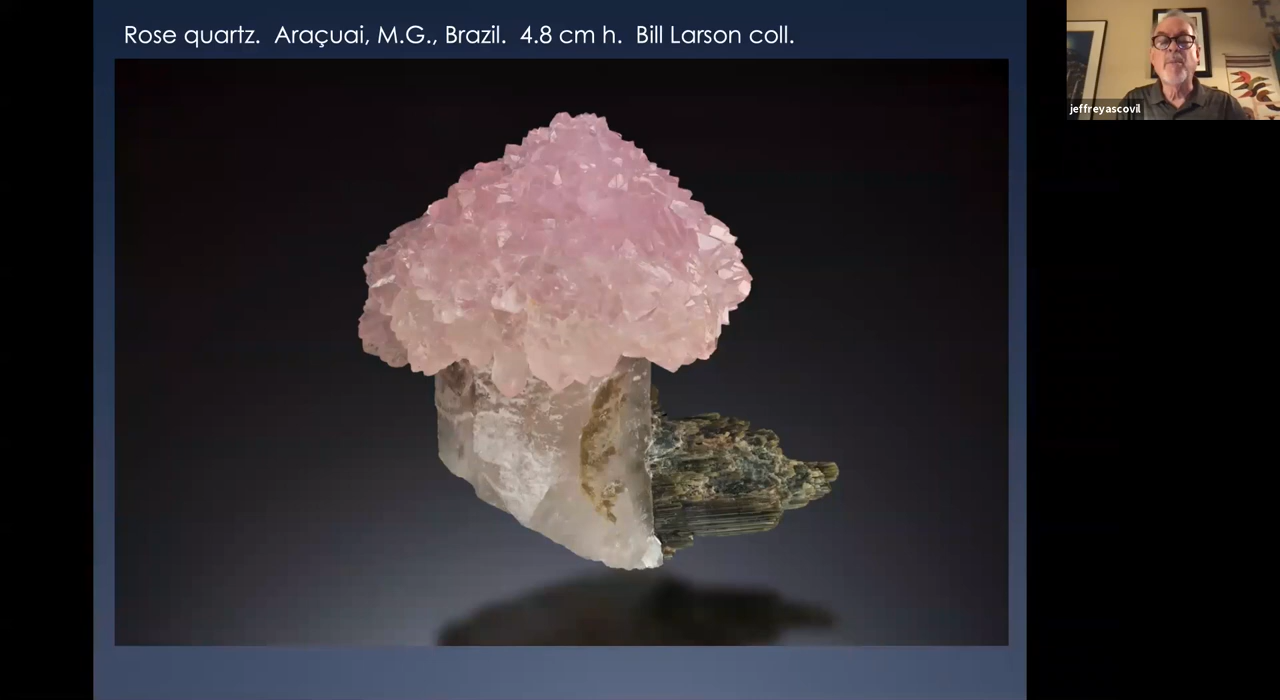 Rose quartz.  Araçuai, M.G., Brazil.  4.8 cm h.  Bill Larson coll.
jeffreyascovil